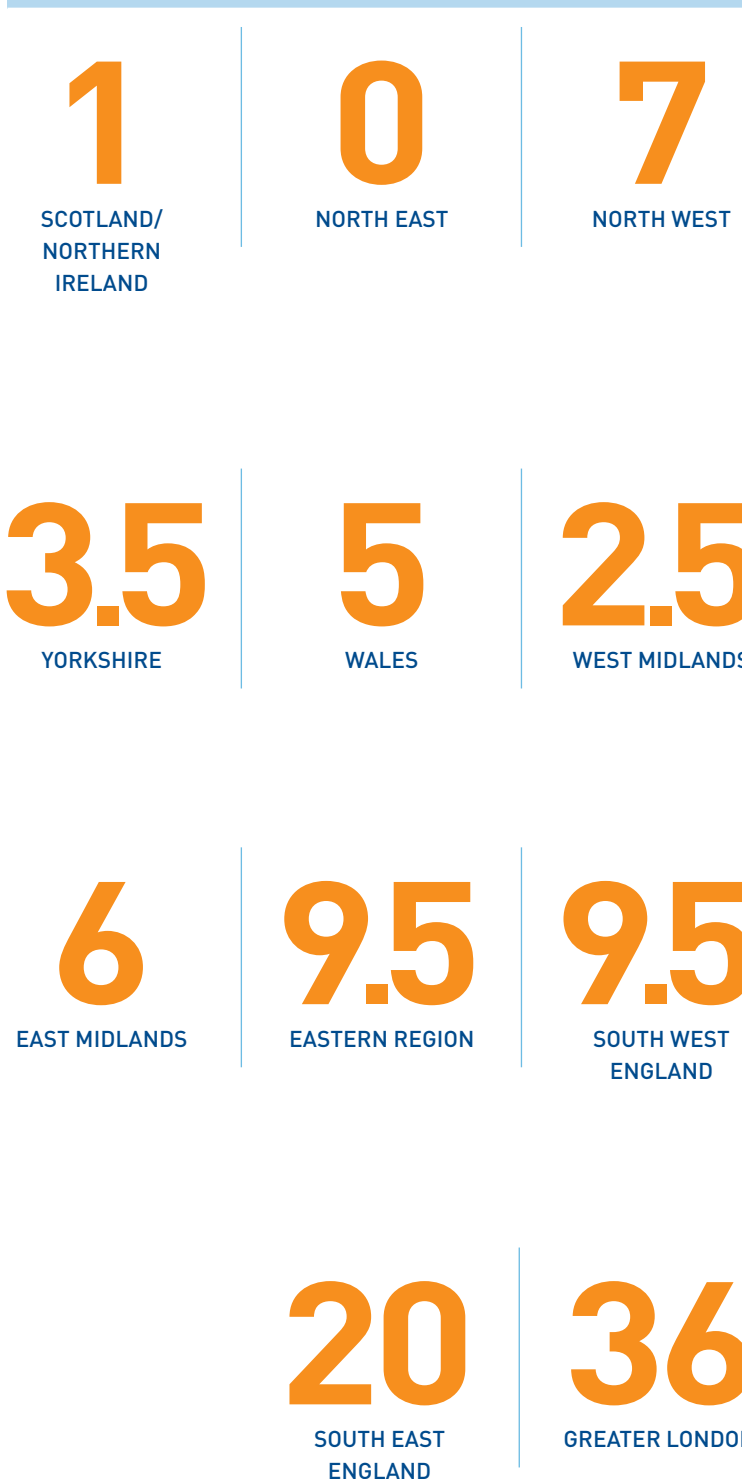 1
SCOTLAND/
NORTHERN
IRELAND
0
NORTH EAST
7
NORTH WEST
3.5
YORKSHIRE
5
WALES
2.5
WEST MIDLANDS
6
EAST MIDLANDS
9.5
EASTERN REGION
9.5
SOUTH WEST
ENGLAND
20
SOUTH EAST
ENGLAND
36
GREATER LONDON